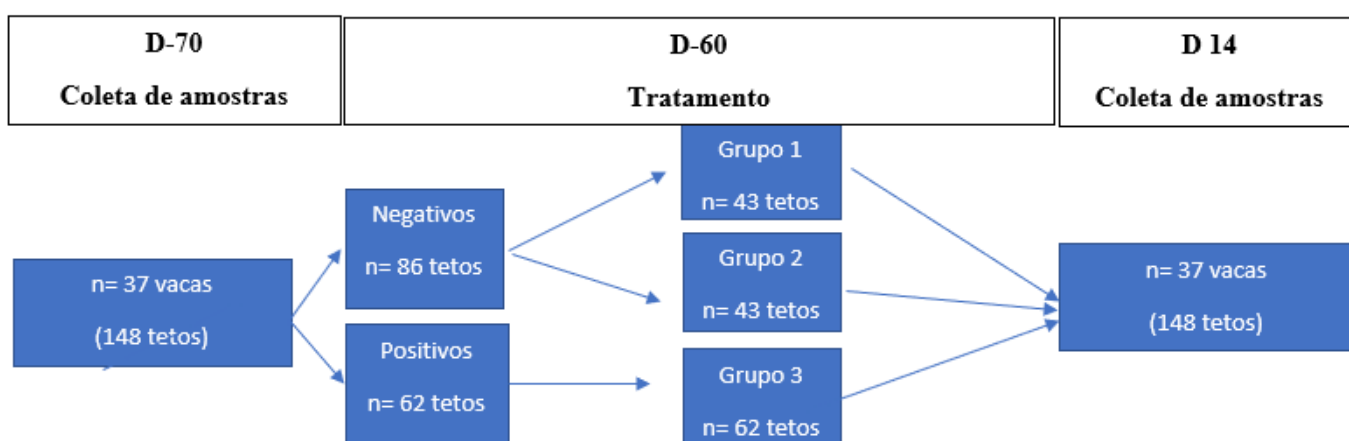 D-70
Coleta de amostras
D-60
Tratamento
D 14
Coleta de amostras
n= 37 vacas
(148 tetos)
Negativos
n= 86 tetos
Positivos
n= 62 tetos
Grupo 1
n= 43 tetos
Grupo 2
n= 43 tetos
Grupo 3
n= 62 tetos
n= 37 vacas
(148 tetos)